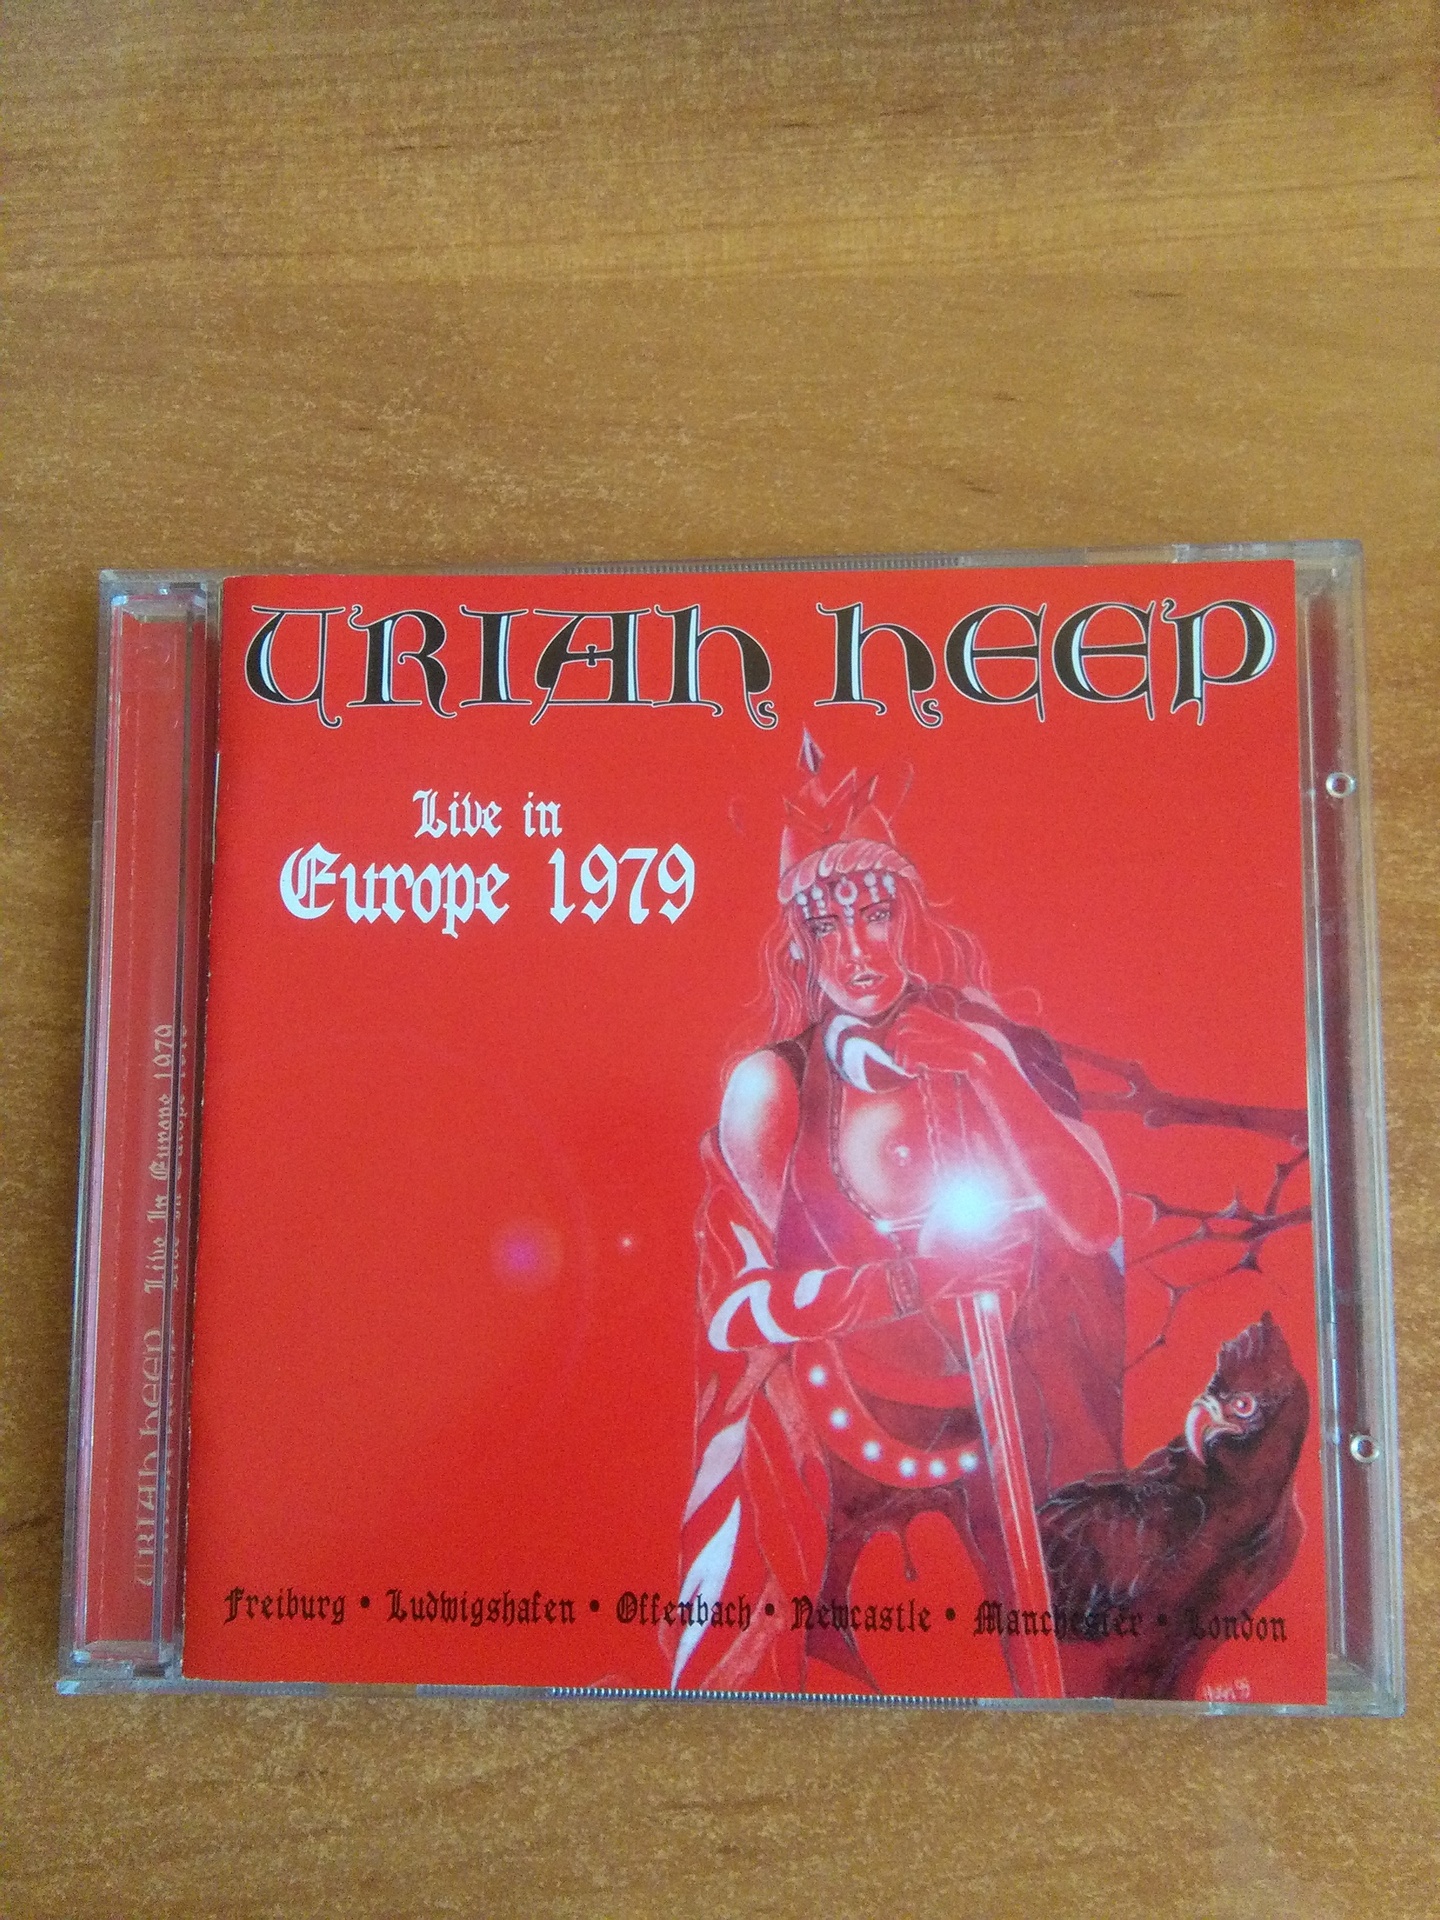 URIAH HEEP
Live in
Europe 1979
Freiburg • Ludwigshafen • Offenbach • Newcastle • Manchester • London
URIAH HEEP Live In Europe 1979